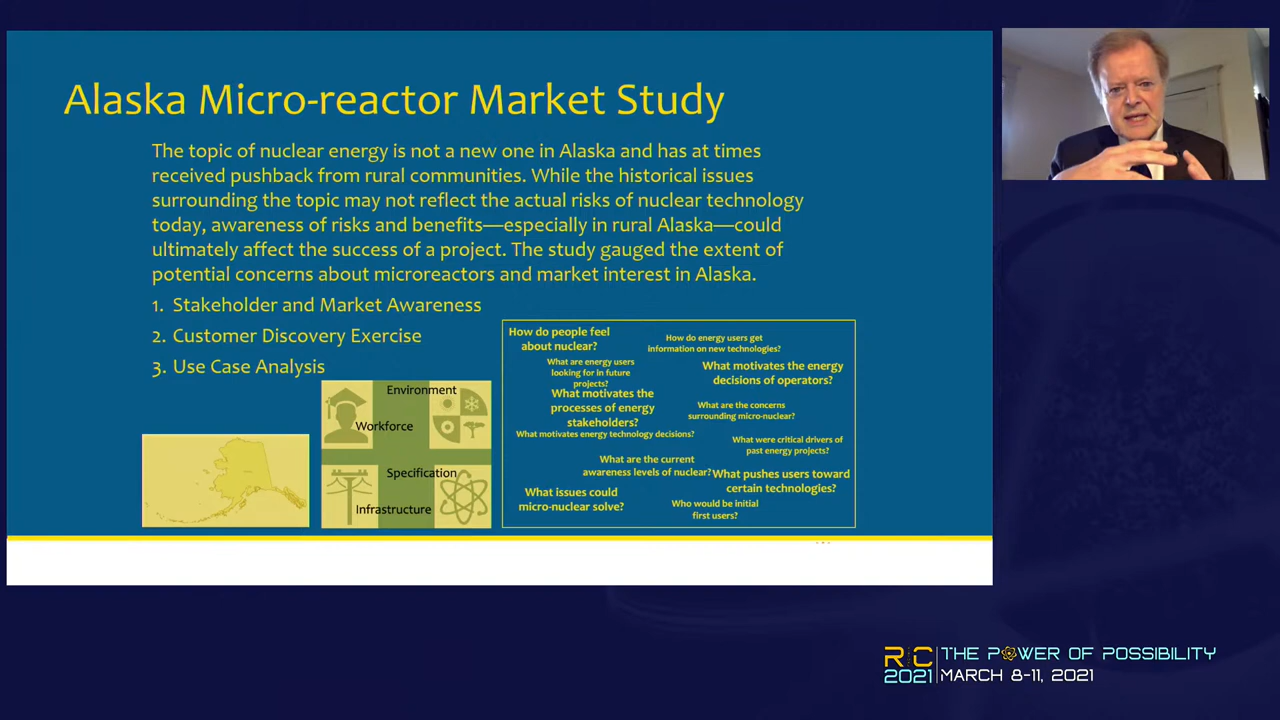 Alaska Micro-reactor Market Study
The topic of nuclear energy is not a new one in Alaska and has at times
received pushback from rural communities. While the historical issues
surrounding the topic may not reflect the actual risks of nuclear technology
today, awareness of risks and benefits—especially in rural Alaska—could
ultimately affect the success of a project. The study gauged the extent of
potential concerns about microreactors and market interest in Alaska.
1. Stakeholder and Market Awareness
2. Customer Discovery Exercise
3. Use Case Analysis
Environment
Workforce
Specification
Infrastructure
How do people feel
about nuclear?
How do energy users get
information on new technologies?
What are energy users
looking for in future
projects?
What motivates the energy
decisions of operators?
What motivates the
processes of energy
stakeholders?
What are the concerns
surrounding micro-nuclear?
What motivates energy technology decisions?
What were critical drivers of
past energy projects?
What are the current
awareness levels of nuclear?
What pushes users toward
certain technologies?
What issues could
micro-nuclear solve?
Who would be initial
first users?
RIC
2021
THE POWER OF POSSIBILITY
MARCH 8-11, 2021